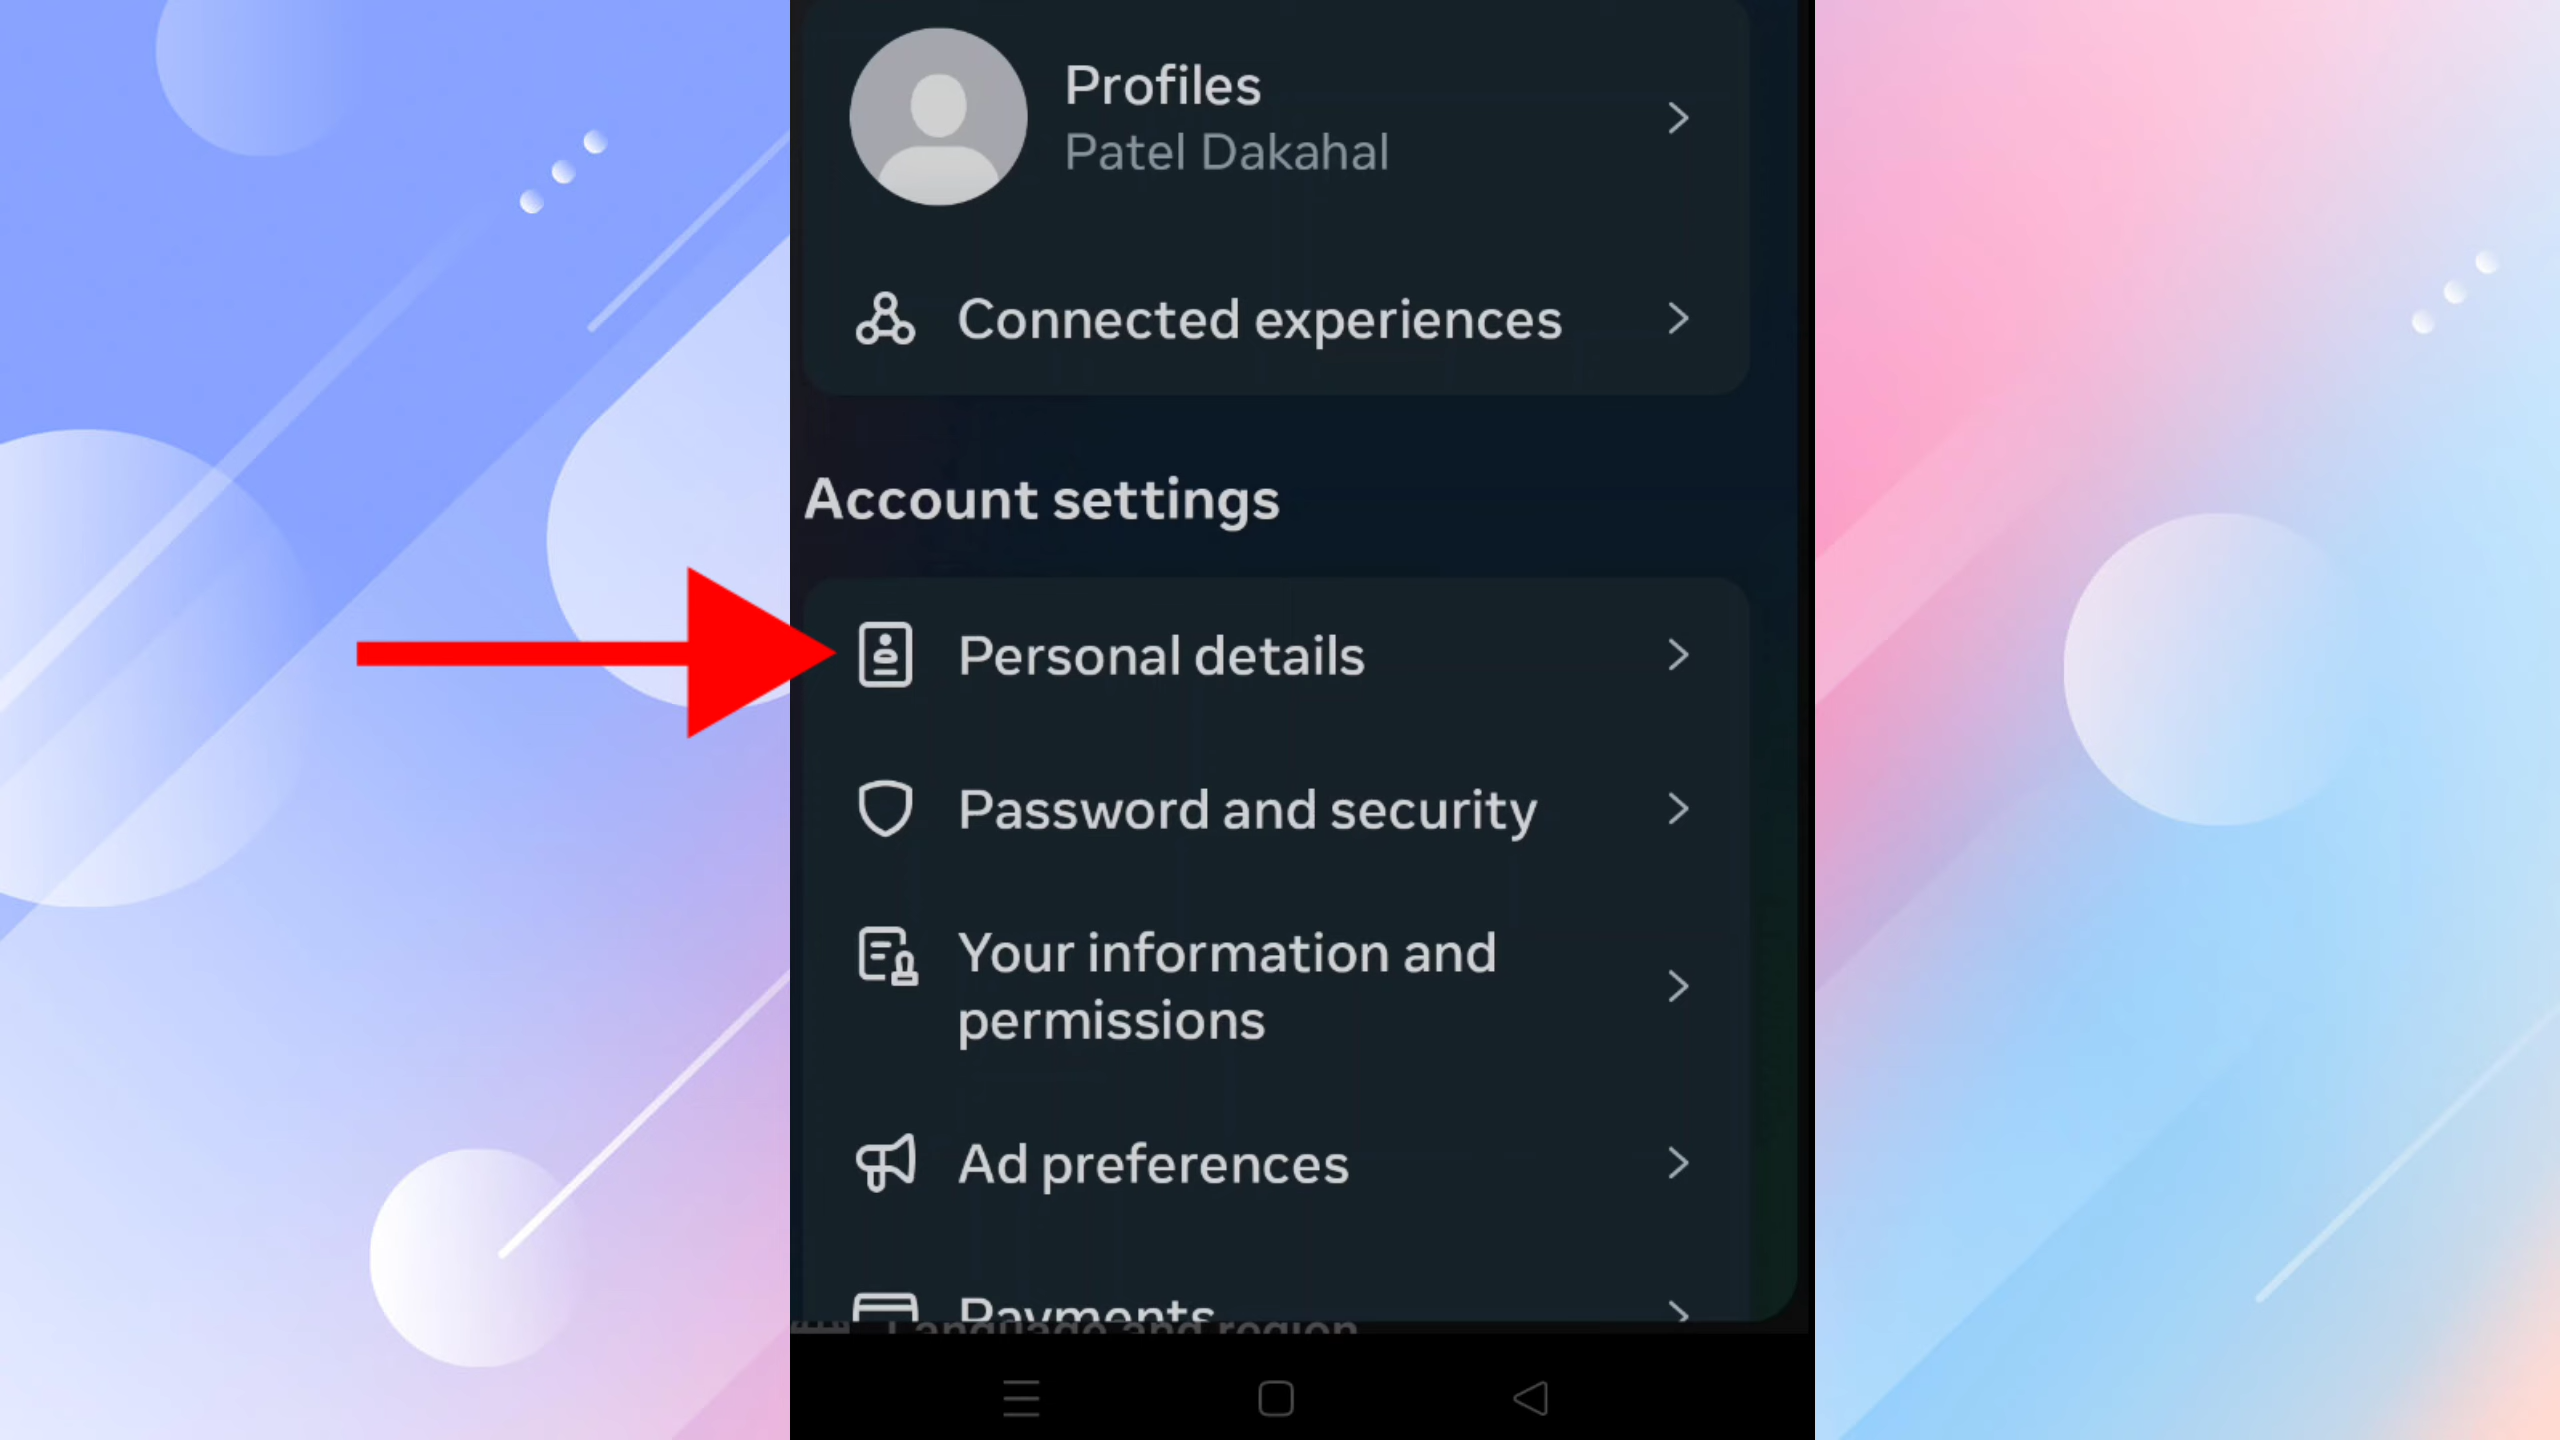 Profiles
Patel Dakahal
Connected experiences
Account settings
Personal details
Password and security
Your information and
permissions
Ad preferences
Payments
Language and region